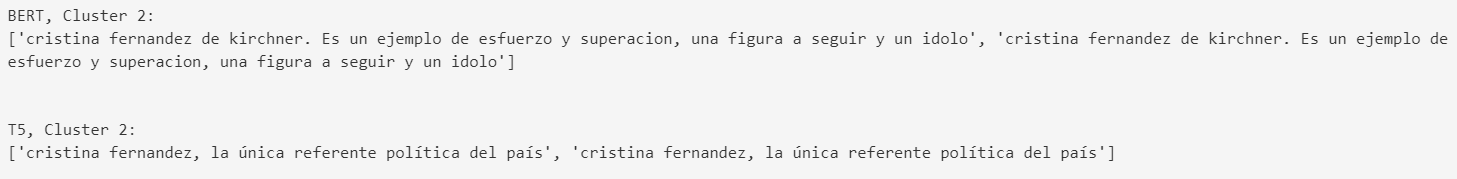 BERT, Cluster 2:
['cristina fernandez de kirchner. Es un ejemplo de esfuerzo y superacion, una figura a seguir y un idolo', 'cristina fernandez de kirchner. Es un ejemplo de
esfuerzo y superacion, una figura a seguir y un idolo']
T5, Cluster 2:
['cristina fernandez, la única referente política del país', 'cristina fernandez, la única referente política del país']